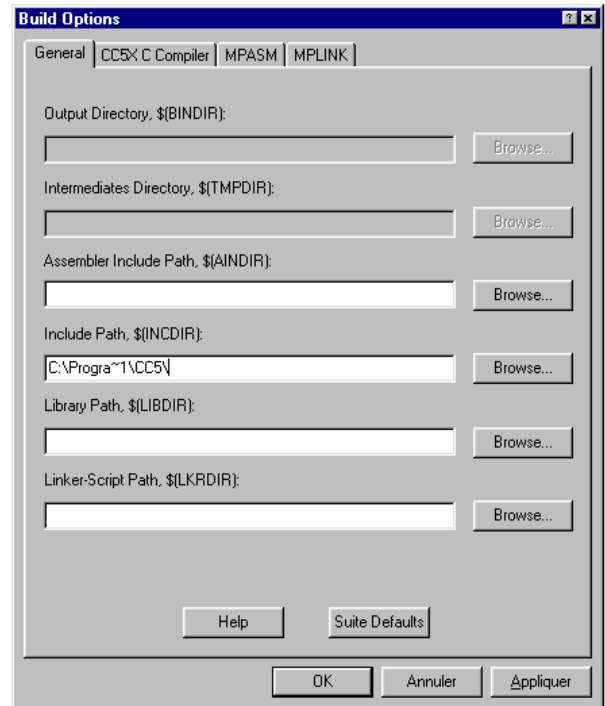 Build Options
General CC5X C Compiler MPASM MPLINK
Output Directory, $(BINDIR):
Browse...
Intermediates Directory, $(TMPDIR):
Browse...
Assembler Include Path, $(AINDIR):
Browse...
Include Path, $(INCDIR):
C:\Progra~1\CC5\ Browse...
Library Path, $(LIBDIR):
Browse...
Linker-Script Path, $(LKRDIR):
Browse...
Help Suite Defaults
OK Annuler Appliquer